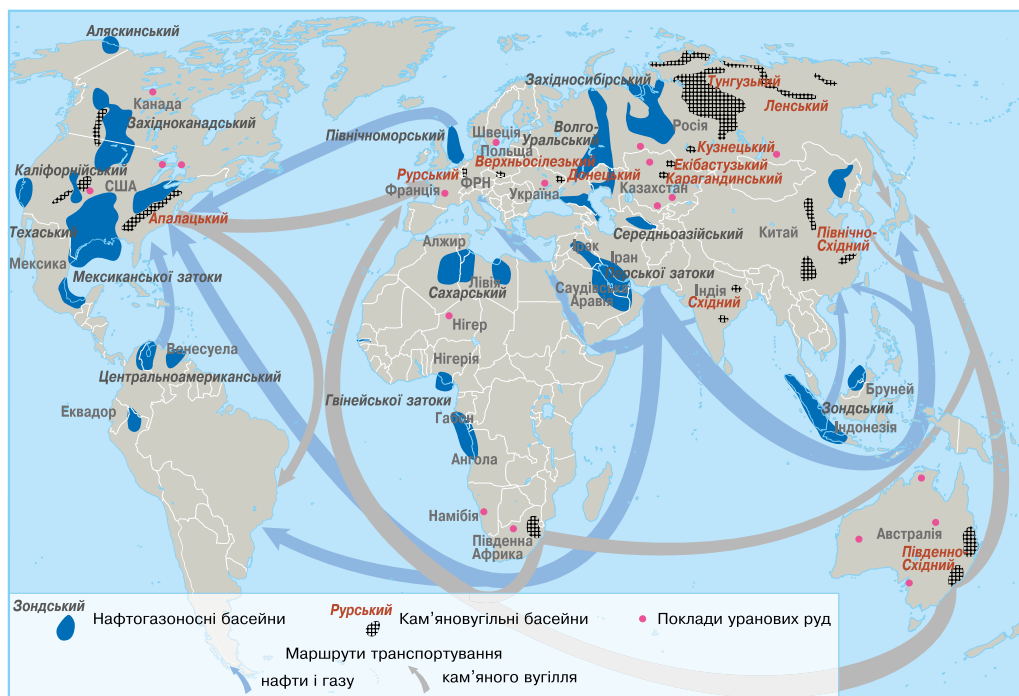 Аляскинський
Канада
Західноканадський
Каліфорнійський
США
Апалацький
Техаський
Мексика
Мексиканської затоки
Венесуела
Центральноамериканський
Еквадор
Північноморський
Швеція
Польща
Верхньосілезький
Рурський
ФРН
Франція
Україна
Донецький
Волго-
Уральський
Західносибірський
Тунгузький
Ленський
Росія
Кузнецький
Екібастузький
Карагандинський
Казахстан
Середньоазійський
Китай
Північно-
Східний
Алжир
Лівія
Сахарський
Ірак
Іран
Перської затоки
Саудівська
Аравія
Індія
Східний
Нігер
Нігерія
Гвінейської затоки
Габон
Ангола
Намібія
Південна
Африка
Бруней
Зондський
Індонезія
Австралія
Південно
Східний
Зондський
Нафтогазоносні басейни
Рурський
Кам’яновугільні басейни
Поклади уранових руд
Маршрути транспортування
нафти і газу
кам’яного вугілля